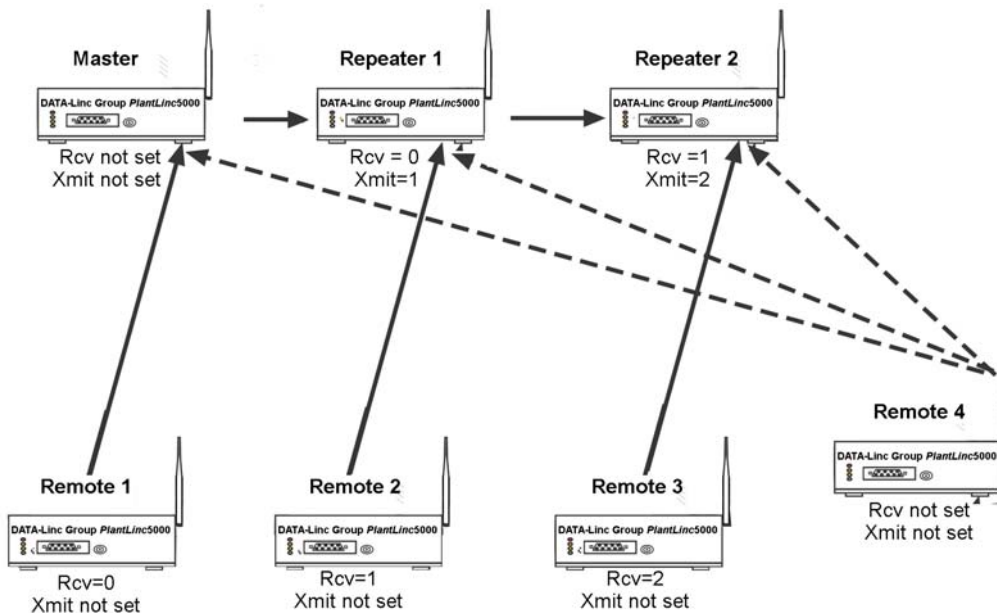 Master
Repeater 1
Repeater 2
DATA-Linc Group PlantLinc5000
DATA-Linc Group PlantLinc5000
DATA-Linc Group PlantLinc5000
Rcv not set
Xmit not set
Rcv = 0
Xmit=1
Rcv =1
Xmit=2
Remote 4
DATA-Linc Group PlantLinc5000
Rcv not set
Xmit not set
Remote 1
Remote 2
Remote 3
DATA-Linc Group PlantLinc5000
DATA-Linc Group PlantLinc5000
DATA-Linc Group PlantLinc5000
Rcv=0
Xmit not set
Rcv=1
Xmit not set
Rcv=2
Xmit not set